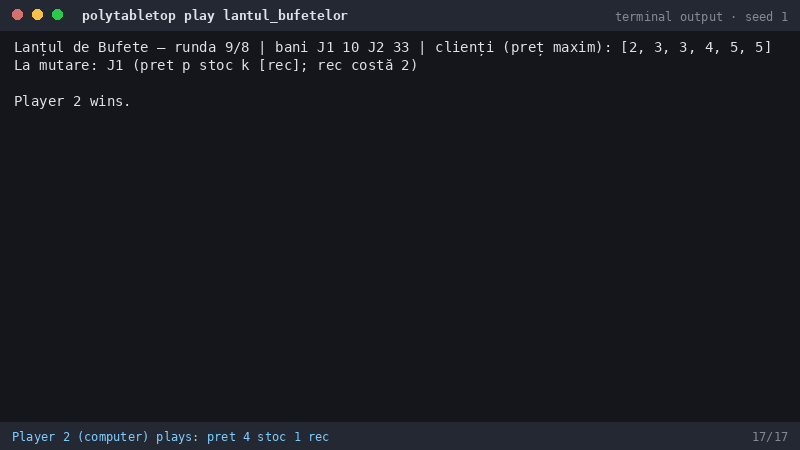 polytabletop play lantul_bufetelor
terminal output · seed 1
Lanțul de Bufete — runda 9/8 | bani J1 10 J2 33 | clienți (preț maxim): [2, 3, 3, 4, 5, 5]
La mutare: J1 (pret p stoc k [rec]; rec costă 2)
Player 2 wins.
Player 2 (computer) plays: pret 4 stoc 1 rec
17/17